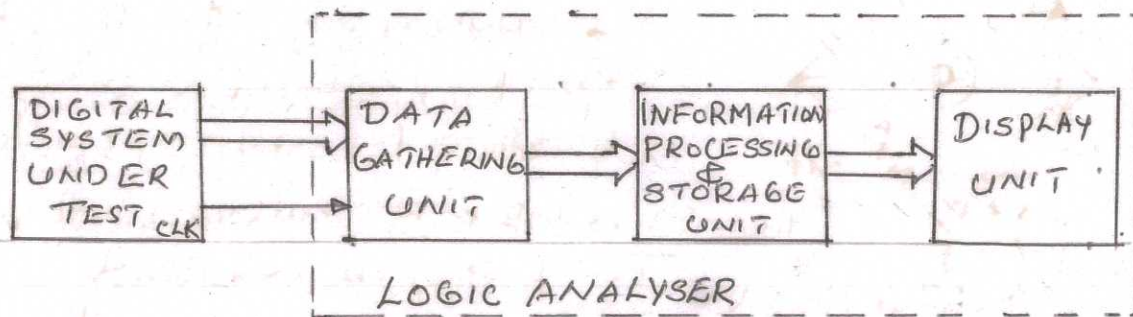 DIGITAL
SYSTEM
UNDER
TEST
CLK
DATA
GATHERING
UNIT
INFORMATION
PROCESSING
&
STORAGE
UNIT
DISPLAY
UNIT
LOGIC ANALYSER